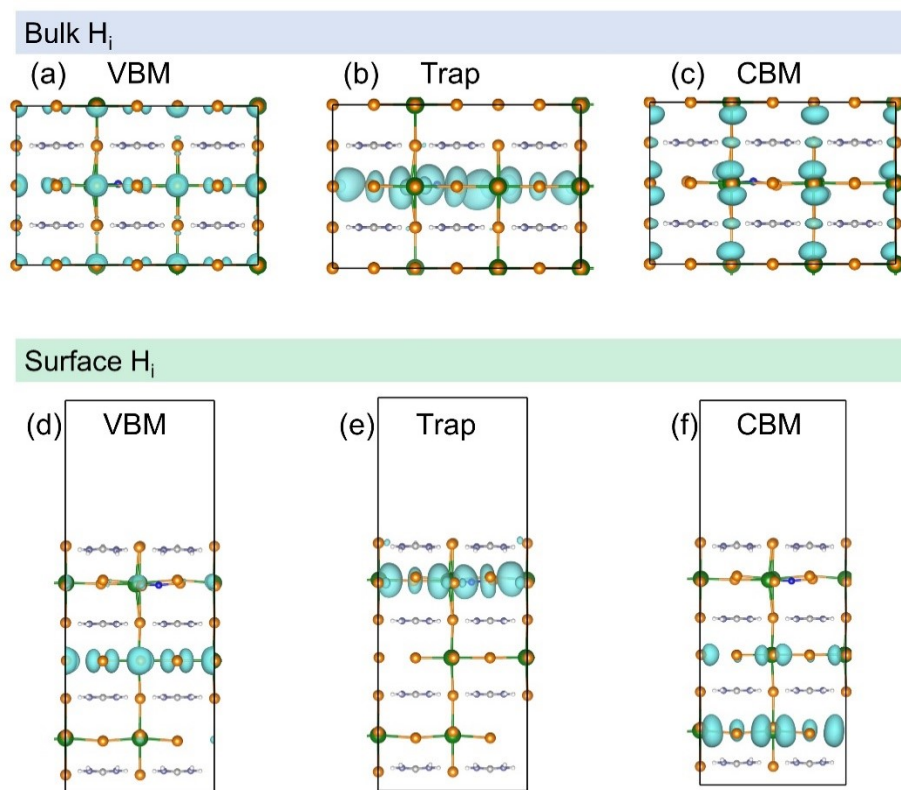 Bulk Hᵢ
(a) VBM
(b) Trap
(c) CBM
Surface Hᵢ
(d) VBM
(e) Trap
(f) CBM